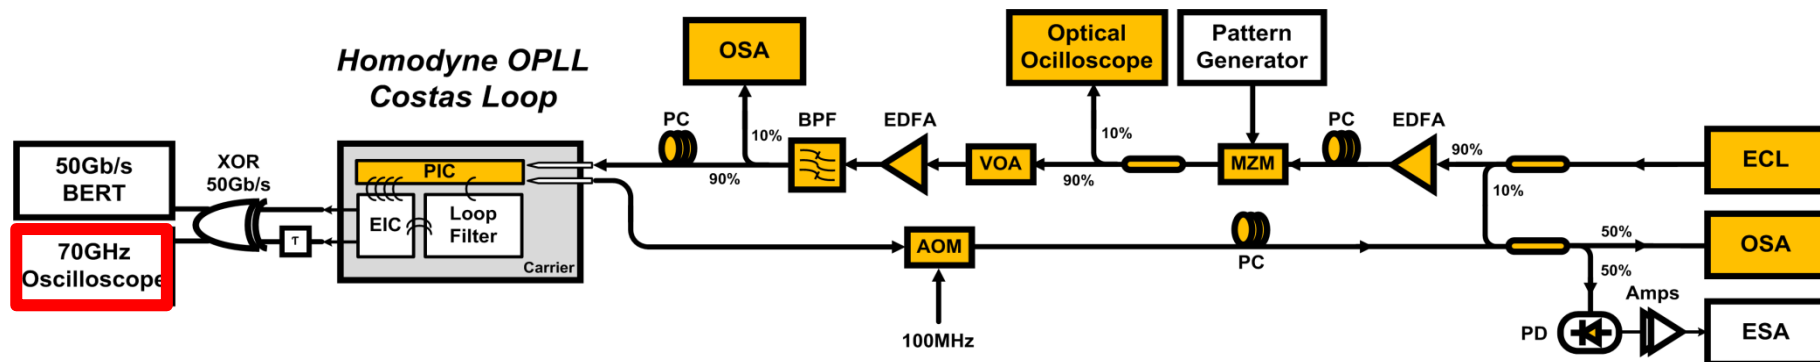 Homodyne OPLL
Costas Loop
50Gb/s
BERT
70GHz
Oscilloscope
XOR
50Gb/s
τ
PIC
EIC
Loop
Filter
Carrier
PC
90%
10%
OSA
BPF
EDFA
VOA
90%
10%
Optical
Ocilloscope
Pattern
Generator
MZM
PC
EDFA
90%
10%
ECL
AOM
100MHz
PC
50%
50%
OSA
PD
Amps
ESA